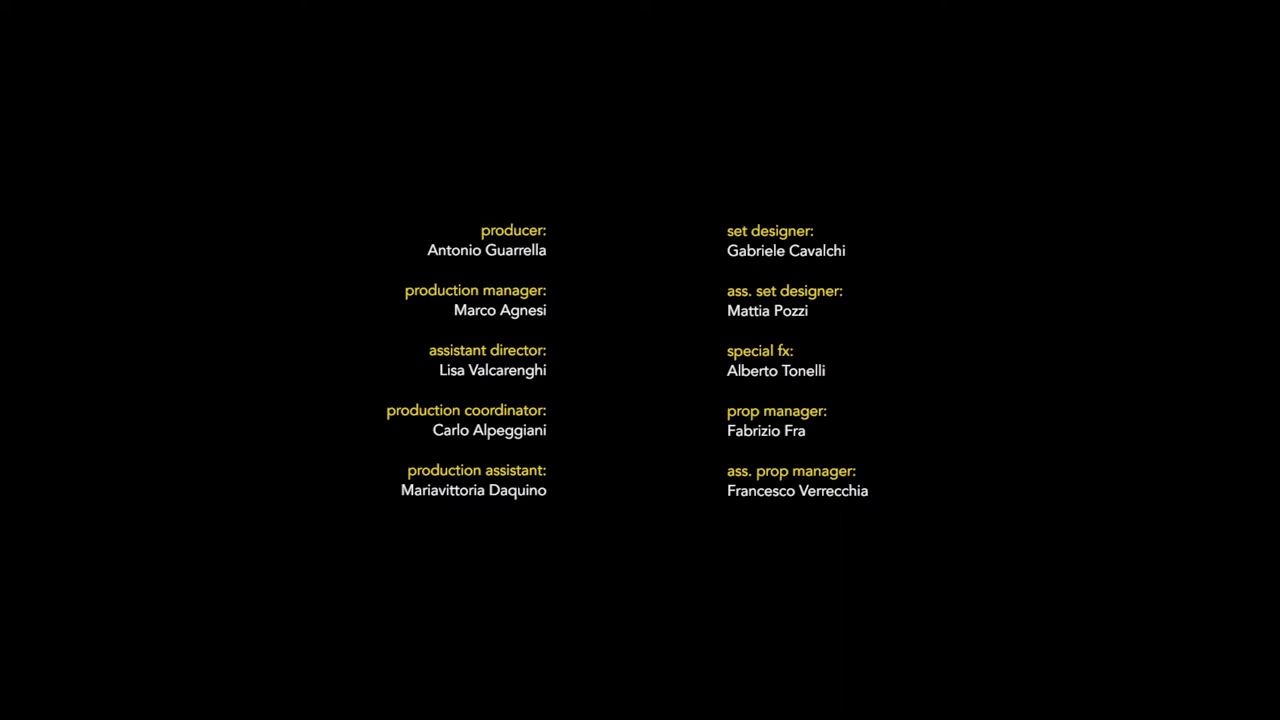 producer:
Antonio Guarrella
production manager:
Marco Agnesi
assistant director:
Lisa Valcarenghi
production coordinator:
Carlo Alpeggiani
production assistant:
Mariavittoria Daquino
set designer:
Gabriele Cavalchi
ass. set designer:
Mattia Pozzi
special fx:
Alberto Tonelli
prop manager:
Fabrizio Fra
ass. prop manager:
Francesco Verrecchia